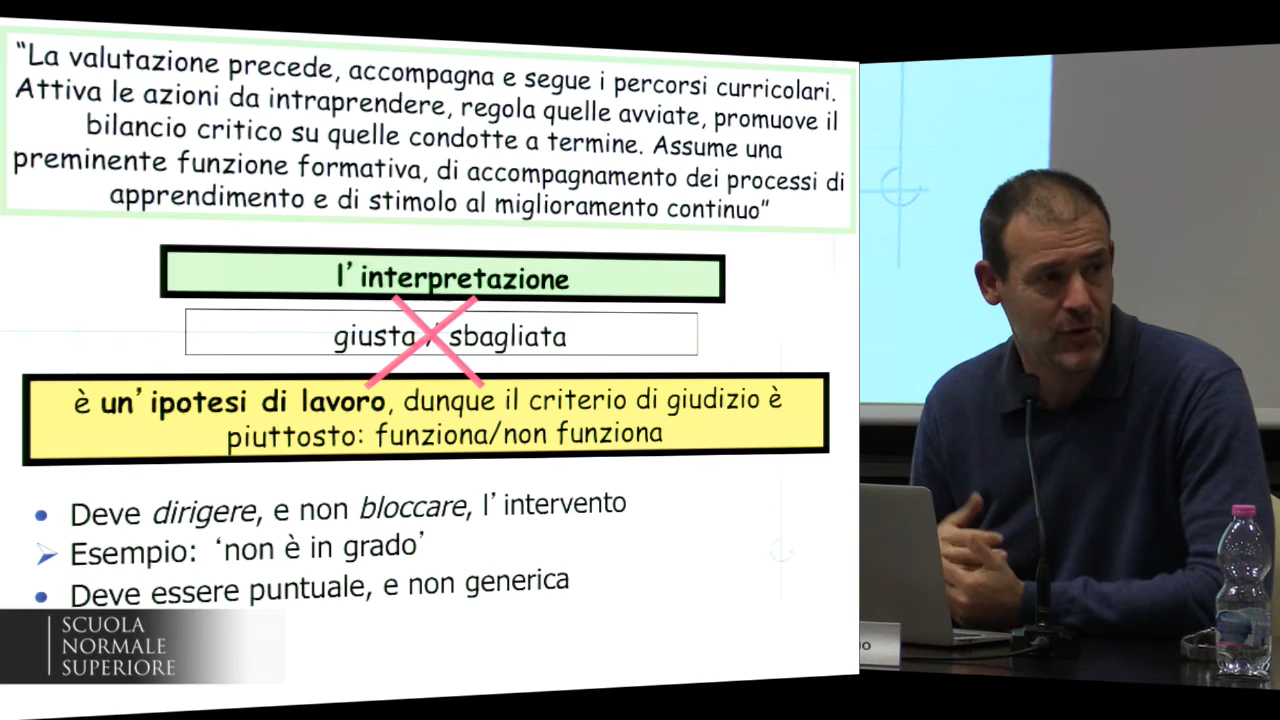 “La valutazione precede, accompagna e segue i percorsi curricolari.
Attiva le azioni da intraprendere, regola quelle avviate, promuove il
bilancio critico su quelle condotte a termine. Assume una
preminente funzione formativa, di accompagnamento dei processi di
apprendimento e di stimolo al miglioramento continuo”
l’interpretazione
giusta / sbagliata
è un’ipotesi di lavoro, dunque il criterio di giudizio è
piuttosto: funziona/non funziona
• Deve dirigere, e non bloccare, l’intervento
➢ Esempio: ‘non è in grado’
• Deve essere puntuale, e non generica
SCUOLA
NORMALE
SUPERIORE